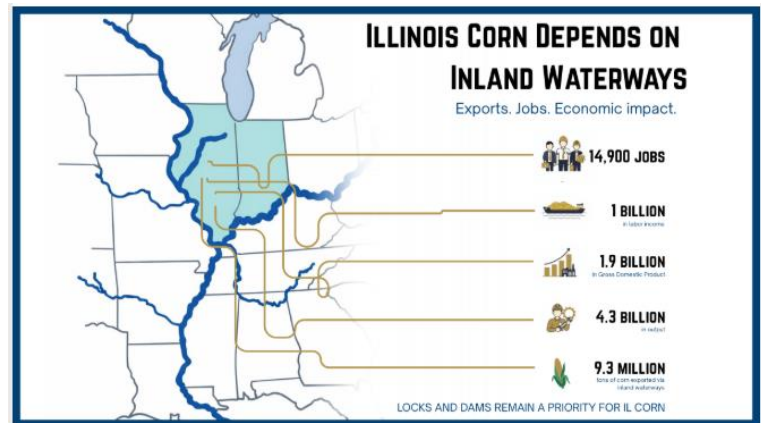 ILLINOIS CORN DEPENDS ON
INLAND WATERWAYS
Exports. Jobs. Economic impact.
14,900 JOBS
1 BILLION
in labor income
1.9 BILLION
in Gross Domestic Product
4.3 BILLION
in output
9.3 MILLION
tons of corn exported via
inland waterways
LOCKS AND DAMS REMAIN A PRIORITY FOR IL CORN